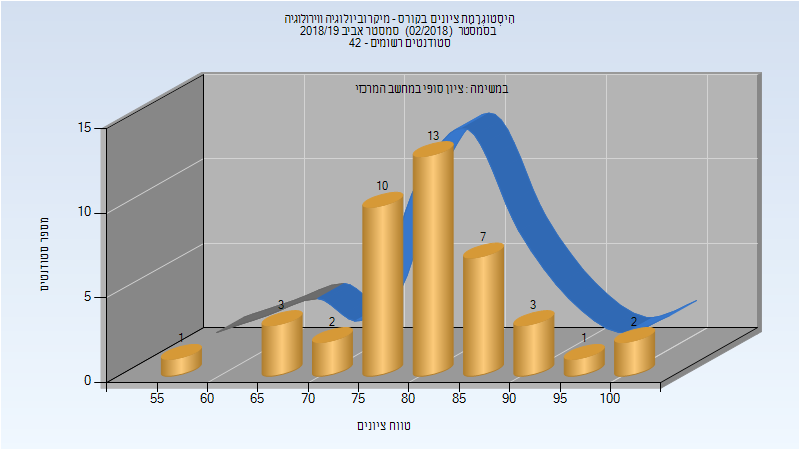 היסטוגרמת ציונים בקורס - מיקרוביולוגיה ווירולוגיה
בסמסטר (02/2018) סמסטר אביב 2018/19
סטודנטים רשומים - 42
במשימה : ציון סופי במחשב המרכזי
מספר סטודנטים
15
10
5
0
1
3
2
10
13
7
3
1
2
55 60 65 70 75 80 85 90 95 100
טווח ציונים